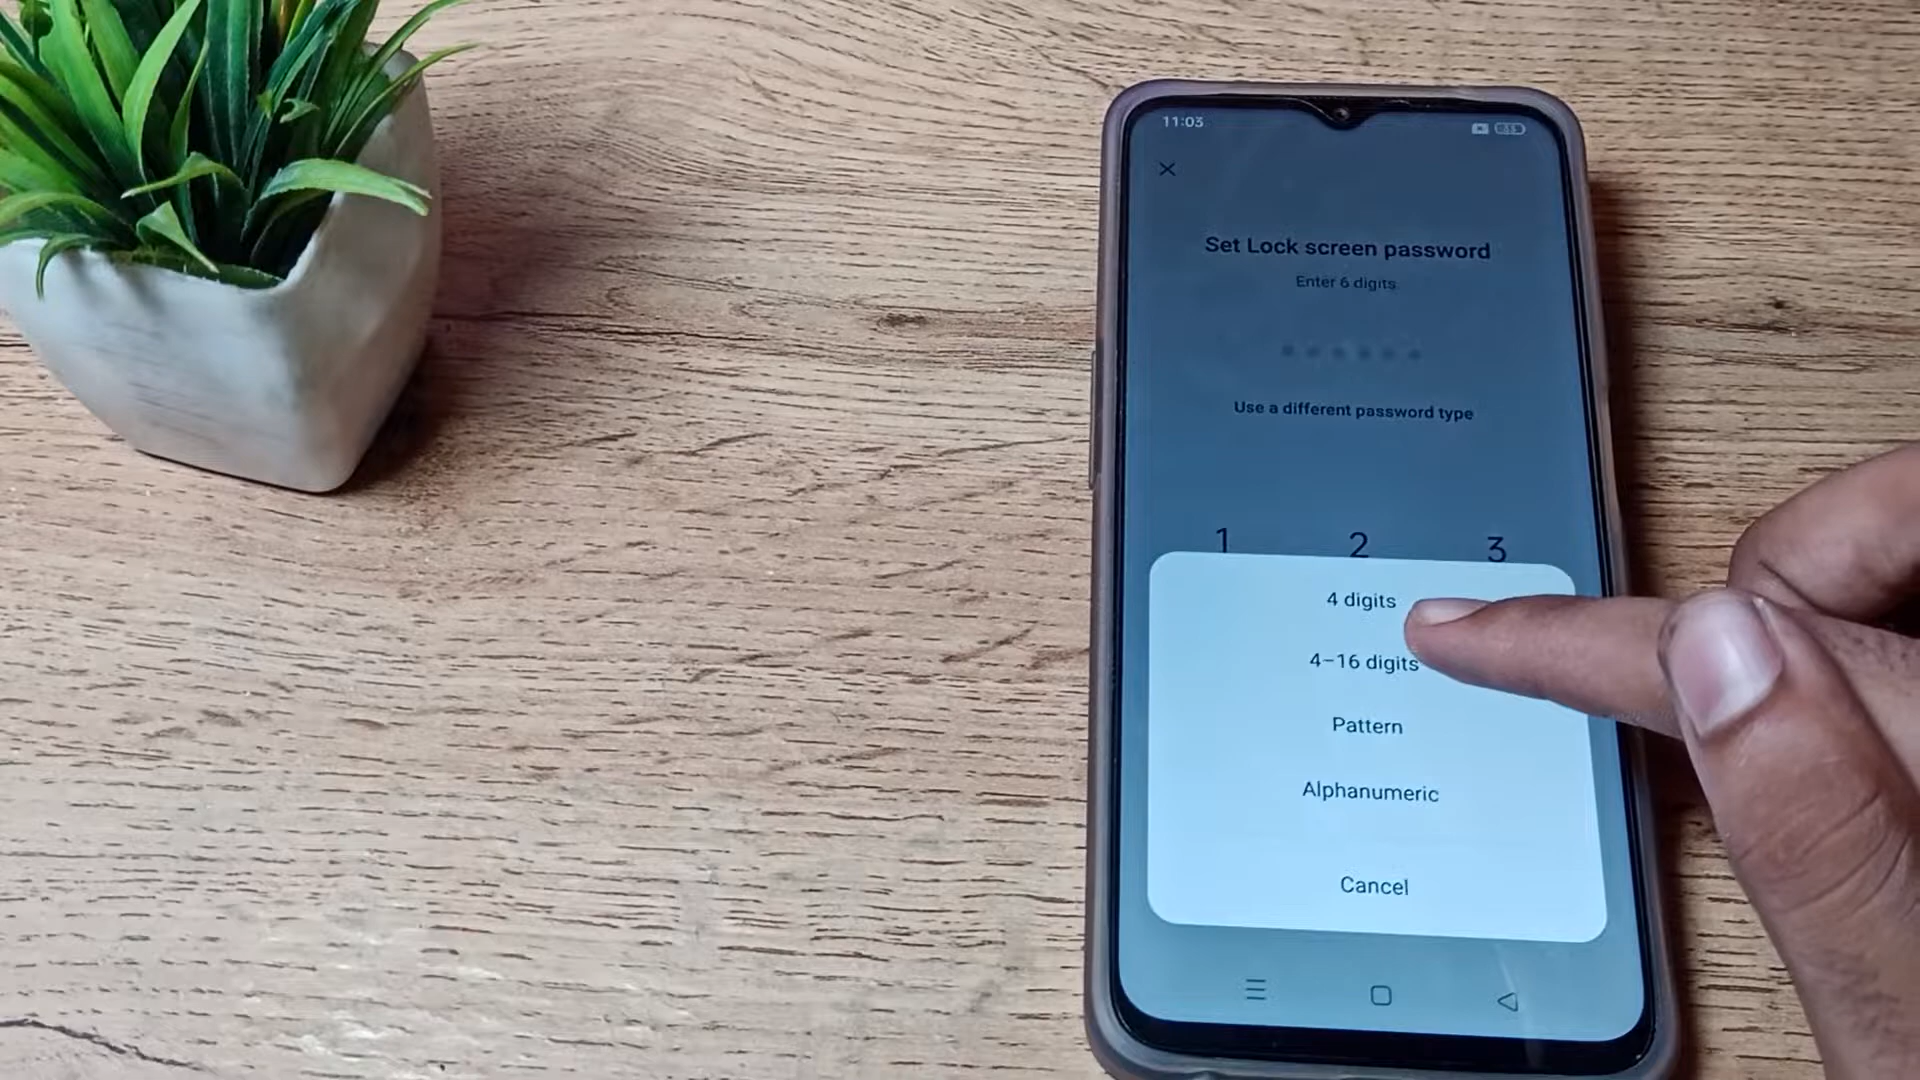 11:03
Set Lock screen password
Enter 6 digits
Use a different password type
1 2 3
4 digits
4-16 digits
Pattern
Alphanumeric
Cancel